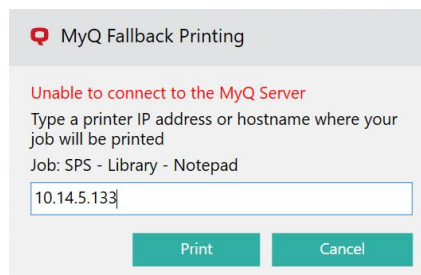 MyQ Fallback Printing
Unable to connect to the MyQ Server
Type a printer IP address or hostname where your
job will be printed
Job: SPS - Library - Notepad
10.14.5.133
Print
Cancel